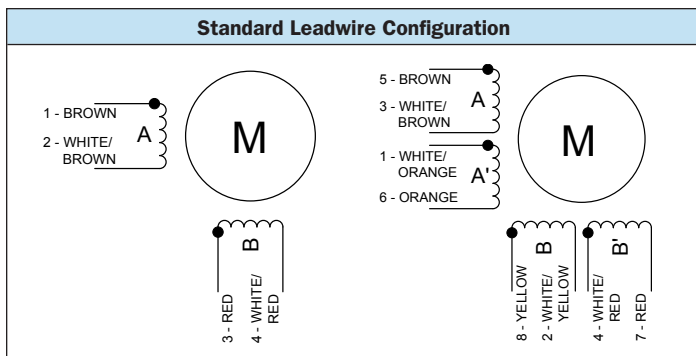 Standard Leadwire Configuration
1 - BROWN
2 - WHITE/
BROWN
A
M
3 - RED
4 - WHITE/
RED
B
5 - BROWN
3 - WHITE/
BROWN
A
1 - WHITE/
ORANGE
6 - ORANGE
A'
M
8 - YELLOW
2 - WHITE/
YELLOW
B
4 - WHITE/
RED
7 - RED
B'